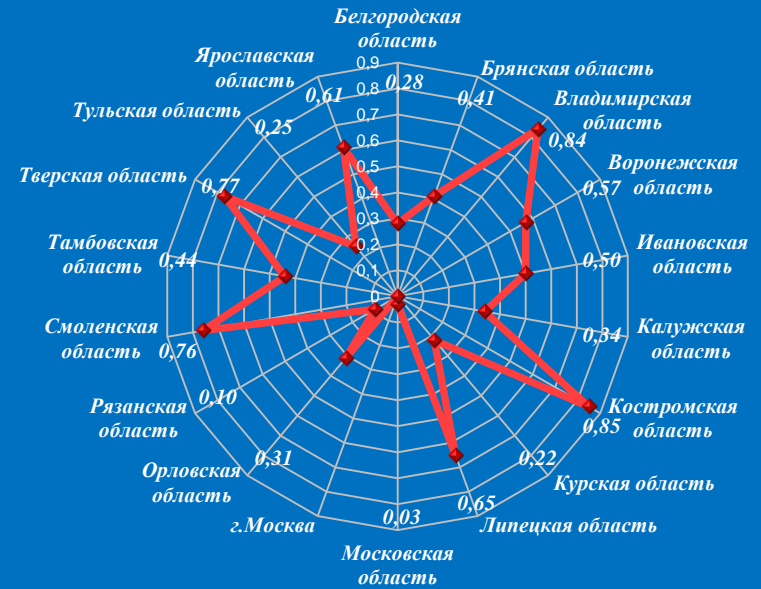 Белгородская
область
0,28
Брянская область
0,41
Владимирская
область
0,84
Воронежская
область
0,57
Ивановская
область
0,50
Калужская
область
0,34
Костромская
область
0,85
Курская область
0,22
Липецкая область
0,65
Московская
область
0,03
г.Москва
Орловская
область
0,31
Рязанская
область
0,10
Смоленская
область
0,76
Тамбовская
область
0,44
Тверская область
0,77
Тульская область
0,25
Ярославская
область
0,61
0,9
0,8
0,7
0,6
0,5
0,4
0,3
0,2
0,1
0